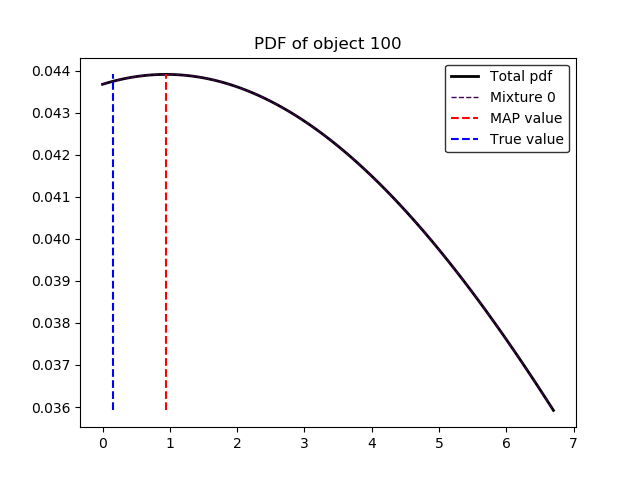 PDF of object 100
0.044
0.043
0.042
0.041
0.040
0.039
0.038
0.037
0.036
Total pdf
Mixture 0
MAP value
True value
0 1 2 3 4 5 6 7